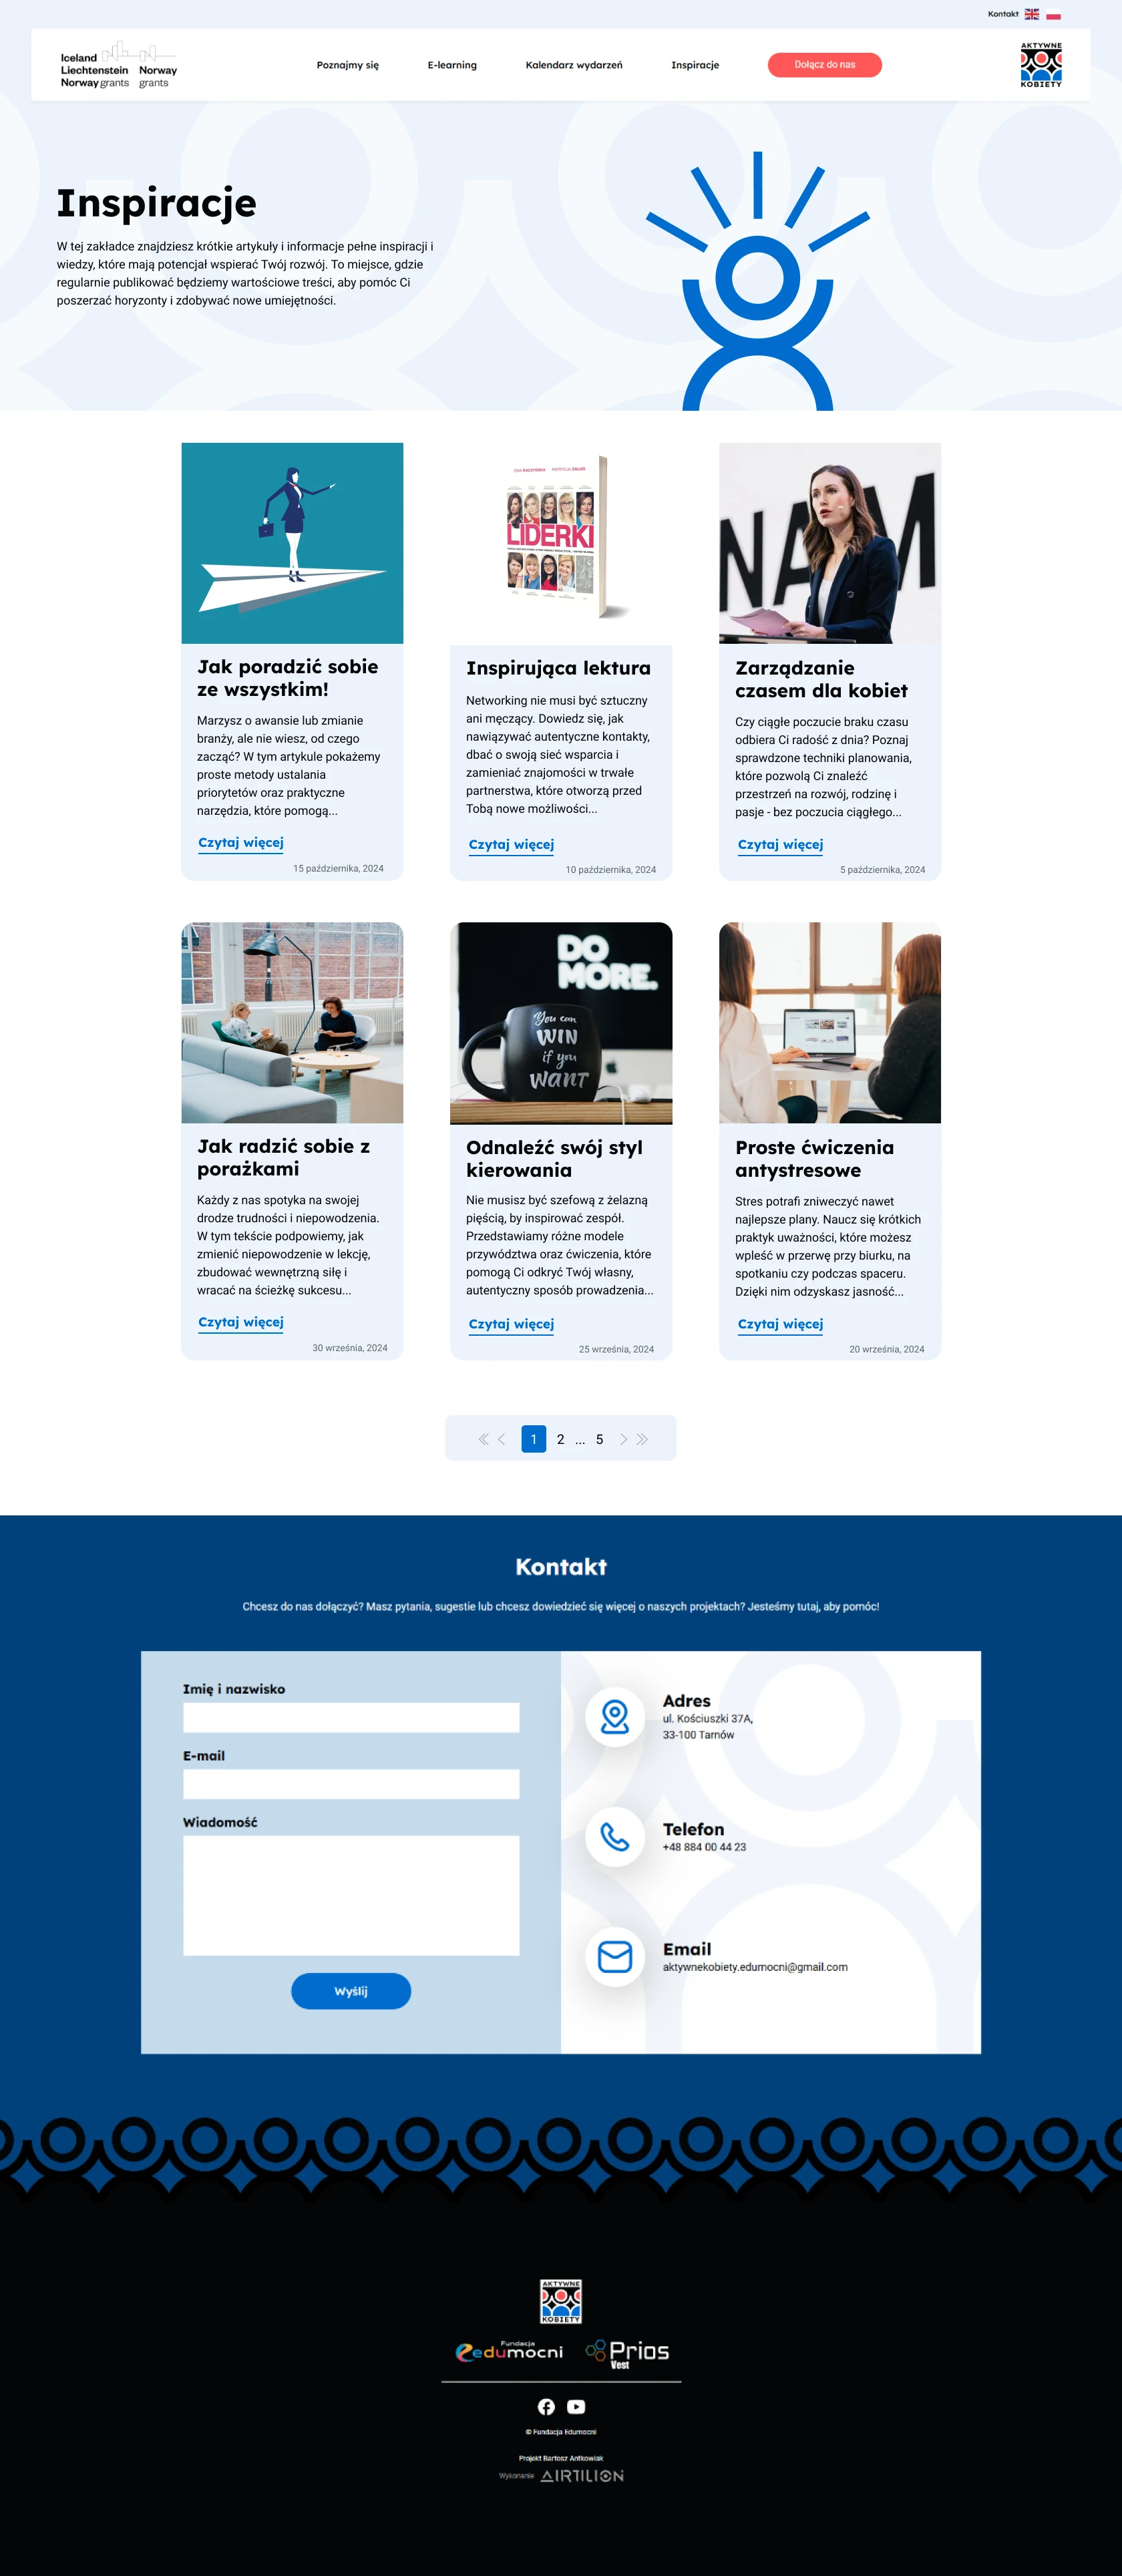 Kontakt
Iceland
Liechtenstein Norway
Norway grants grants
Poznajmy się
E-learning
Kalendarz wydarzeń
Inspiracje
Dołącz do nas
AKTYWNE
KOBIETY
Inspiracje
W tej zakładce znajdziesz krótkie artykuły i informacje pełne inspiracji i
wiedzy, które mają potencjał wspierać Twój rozwój. To miejsce, gdzie
regularnie publikować będziemy wartościowe treści, aby pomóc Ci
poszerzać horyzonty i zdobywać nowe umiejętności.
LIDERKI
NAM
Jak poradzić sobie
ze wszystkim!
Marzysz o awansie lub zmianie
branży, ale nie wiesz, od czego
zacząć? W tym artykule pokażemy
proste metody ustalania
priorytetów oraz praktyczne
narzędzia, które pomogą...
Czytaj więcej
15 października, 2024
Inspirująca lektura
Networking nie musi być sztuczny
ani męczący. Dowiedz się, jak
nawiązywać autentyczne kontakty,
dbać o swoją sieć wsparcia i
zamieniać znajomości w trwałe
partnerstwa, które otworzą przed
Tobą nowe możliwości...
Czytaj więcej
10 października, 2024
Zarządzanie
czasem dla kobiet
Czy ciągłe poczucie braku czasu
odbiera Ci radość z dnia? Poznaj
sprawdzone techniki planowania,
które pozwolą Ci znaleźć
przestrzeń na rozwój, rodzinę i
pasje - bez poczucia ciągłego...
Czytaj więcej
5 października, 2024
Jak radzić sobie z
porażkami
Każdy z nas spotyka na swojej
drodze trudności i niepowodzenia.
W tym tekście podpowiemy, jak
zmienić niepowodzenie w lekcję,
zbudować wewnętrzną siłę i
wracać na ścieżkę sukcesu...
Czytaj więcej
30 września, 2024
DO
MORE.
You can
WIN
if you
WANT
Odnaleźć swój styl
kierowania
Nie musisz być szefową z żelazną
pięścią, by inspirować zespół.
Przedstawiamy różne modele
przywództwa oraz ćwiczenia, które
pomogą Ci odkryć Twój własny,
autentyczny sposób prowadzenia...
Czytaj więcej
25 września, 2024
Proste ćwiczenia
antystresowe
Stres potrafi zniweczyć nawet
najlepsze plany. Naucz się krótkich
praktyk uważności, które możesz
wpleść w przerwę przy biurku, na
spotkaniu czy podczas spaceru.
Dzięki nim odzyskasz jasność...
Czytaj więcej
20 września, 2024
1 2 ... 5
Kontakt
Chcesz do nas dołączyć? Masz pytania, sugestie lub chcesz dowiedzieć się więcej o naszych projektach? Jesteśmy tutaj, aby pomóc!
Imię i nazwisko
E-mail
Wiadomość
Wyślij
Adres
ul. Kościuszki 37A,
33-100 Tarnów
Telefon
+48 884 00 44 23
Email
aktywnekobiety.edumocni@gmail.com
AKTYWNE
KOBIETY
Fundacja
edumocni
Prios
Vest
© Fundacja Edumocni
Projekt Bartosz Antkowiak
Wykonanie AIRTILION